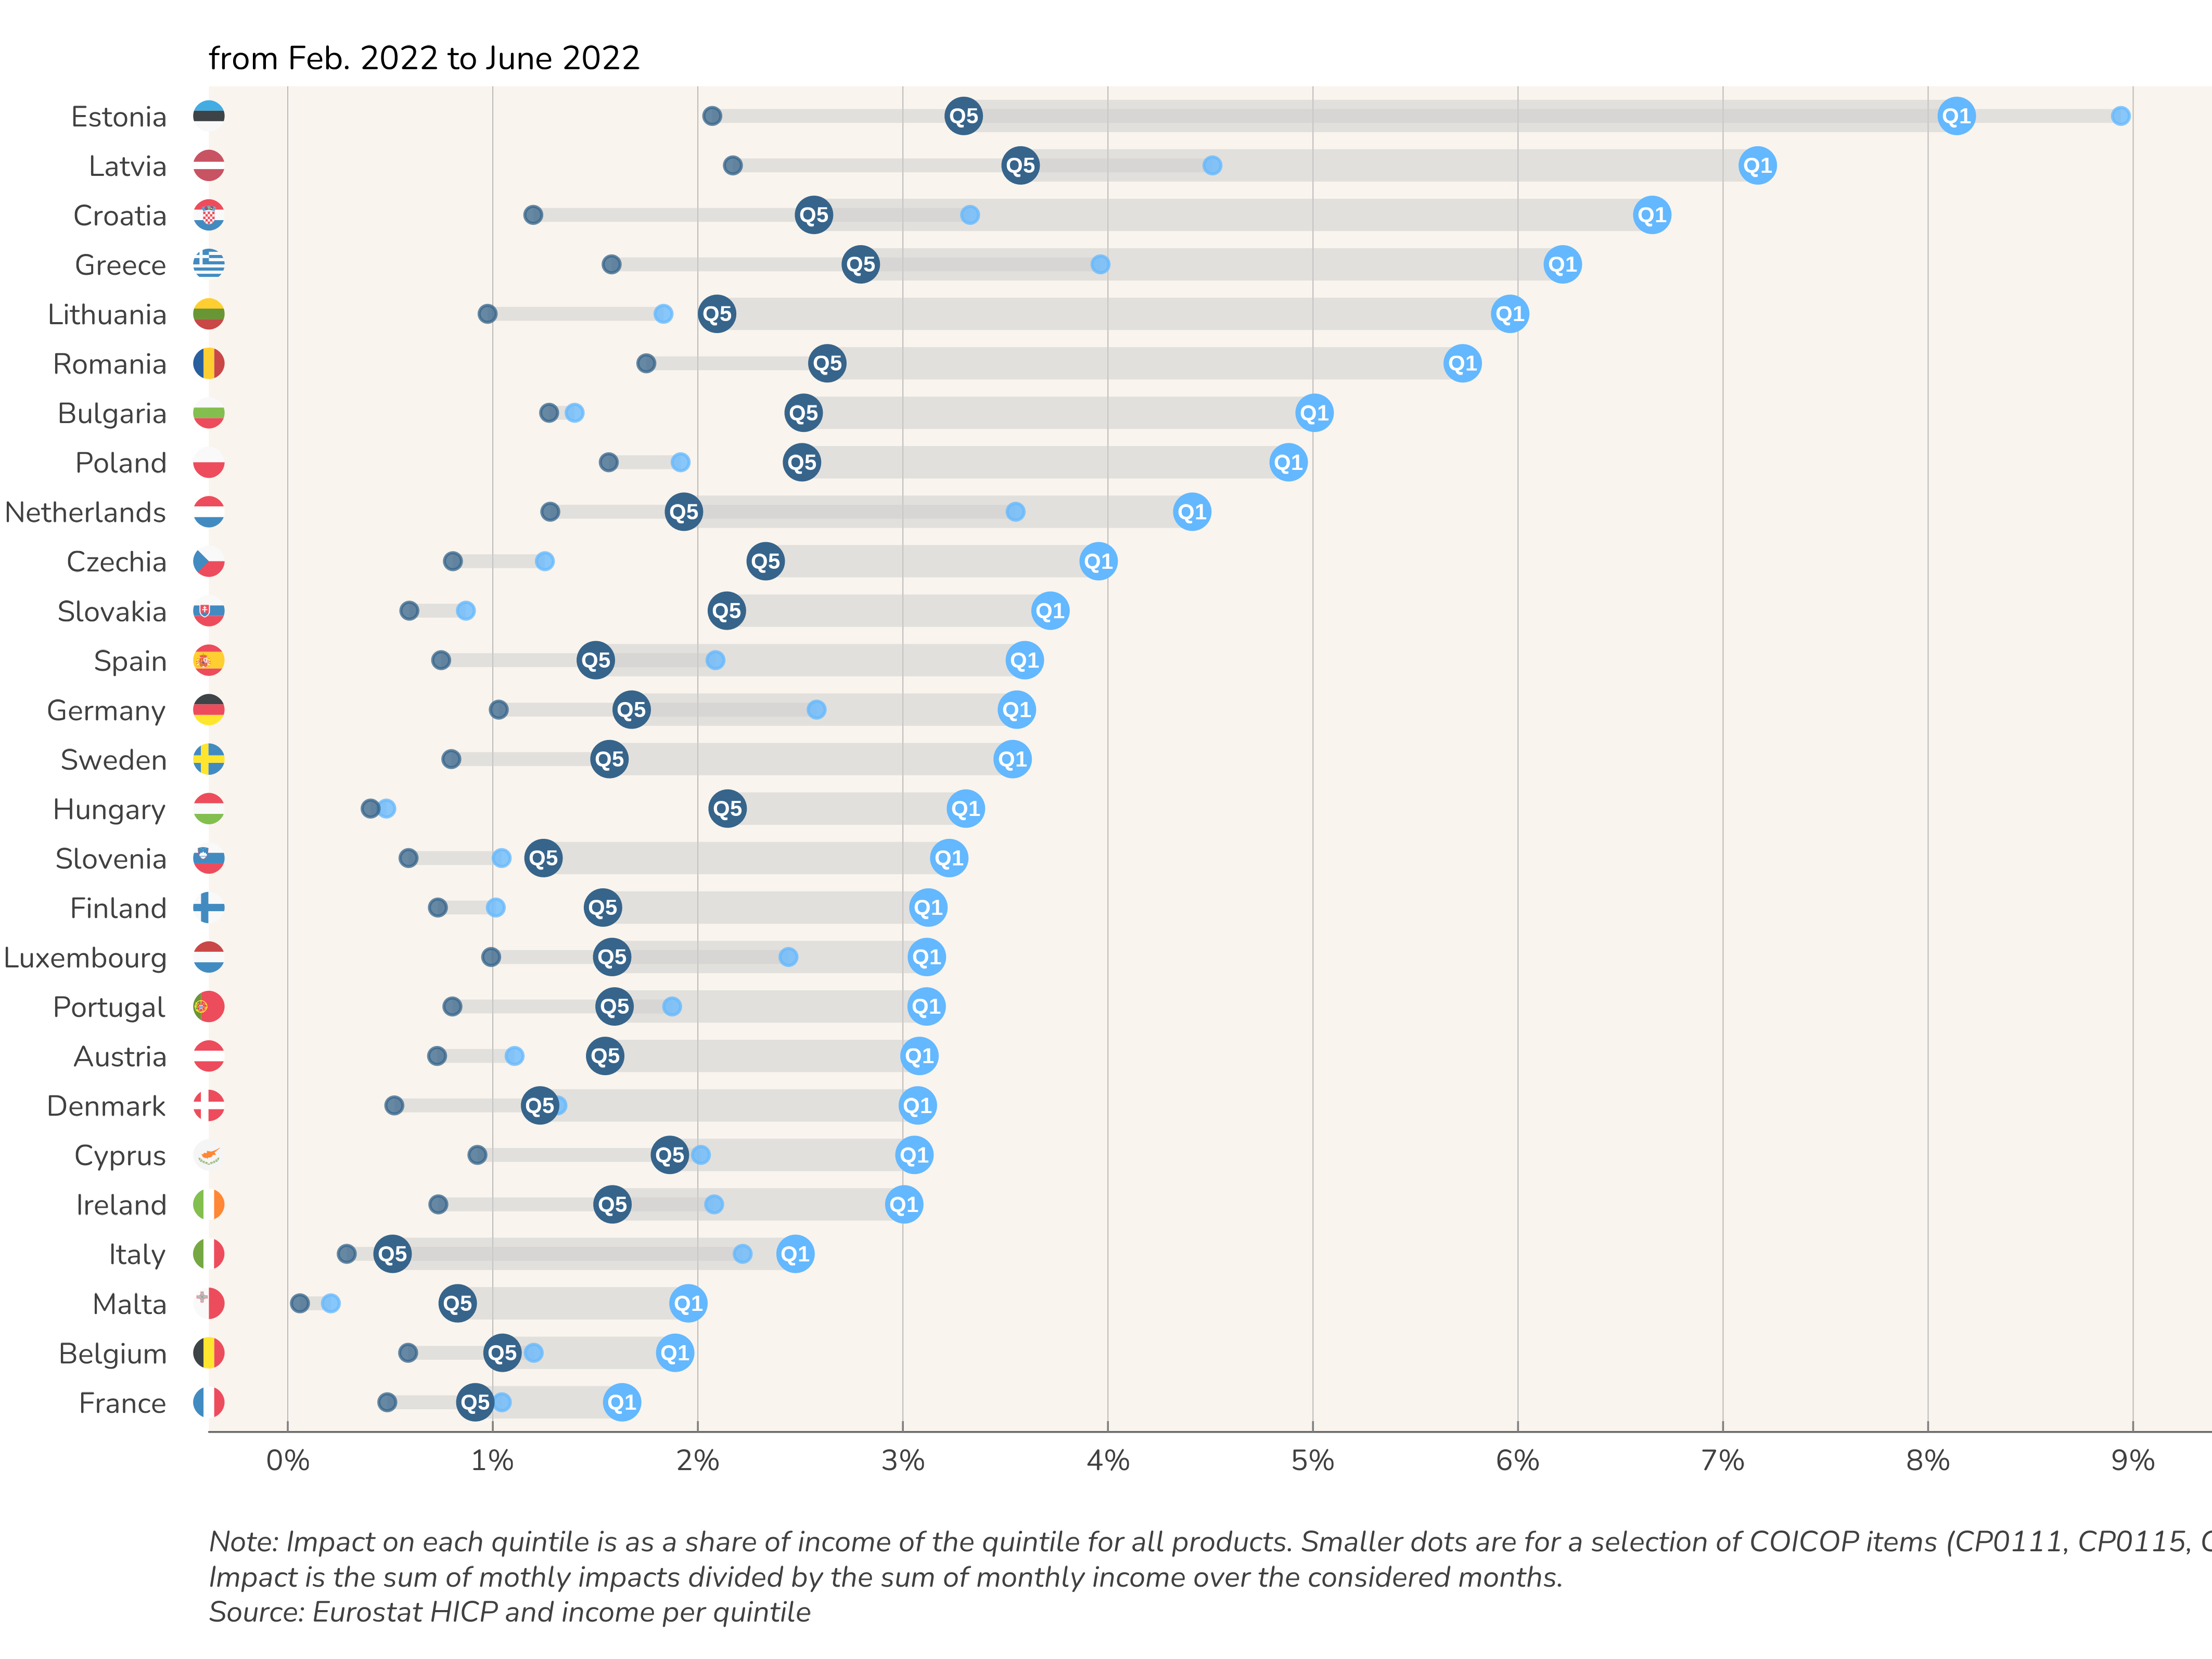 from Feb. 2022 to June 2022
Estonia Q5 Q1
Latvia Q5 Q1
Croatia Q5 Q1
Greece Q5 Q1
Lithuania Q5 Q1
Romania Q5 Q1
Bulgaria Q5 Q1
Poland Q5 Q1
Netherlands Q5 Q1
Czechia Q5 Q1
Slovakia Q5 Q1
Spain Q5 Q1
Germany Q5 Q1
Sweden Q5 Q1
Hungary Q5 Q1
Slovenia Q5 Q1
Finland Q5 Q1
Luxembourg Q5 Q1
Portugal Q5 Q1
Austria Q5 Q1
Denmark Q5 Q1
Cyprus Q5 Q1
Ireland Q5 Q1
Italy Q5 Q1
Malta Q5 Q1
Belgium Q5 Q1
France Q5 Q1
0% 1% 2% 3% 4% 5% 6% 7% 8% 9%
Note: Impact on each quintile is as a share of income of the quintile for all products. Smaller dots are for a selection of COICOP items (CP0111, CP0115,
Impact is the sum of mothly impacts divided by the sum of monthly income over the considered months.
Source: Eurostat HICP and income per quintile